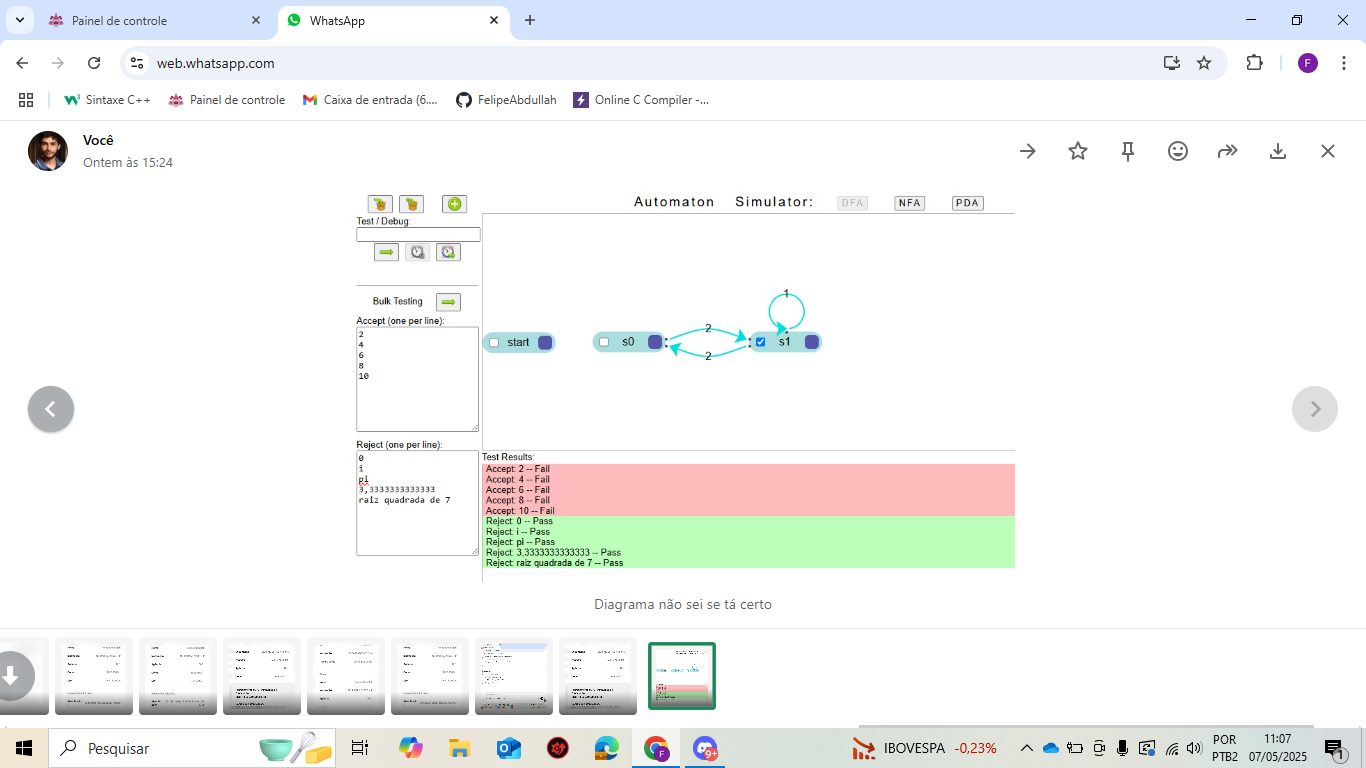 Painel de controle
WhatsApp
web.whatsapp.com
F
Sintaxe C++
Painel de controle
Caixa de entrada (6....
FelipeAbdullah
Online C Compiler -...
Você
Ontem às 15:24
Automaton Simulator:
DFA
NFA
PDA
Test / Debug:
Bulk Testing
Accept (one per line):
2
4
6
8
10
start
s0
2
2
1
s1
Reject (one per line):
0
i
pi
3,3333333333333
raiz quadrada de 7
Test Results:
Accept: 2 -- Fail
Accept: 4 -- Fail
Accept: 6 -- Fail
Accept: 8 -- Fail
Accept: 10 -- Fail
Reject: 0 -- Pass
Reject: i -- Pass
Reject: pi -- Pass
Reject: 3,3333333333333 -- Pass
Reject: raiz quadrada de 7 -- Pass
Diagrama não sei se tá certo
Pesquisar
F
9+
IBOVESPA -0,23%
POR
PTB2
11:07
07/05/2025
1